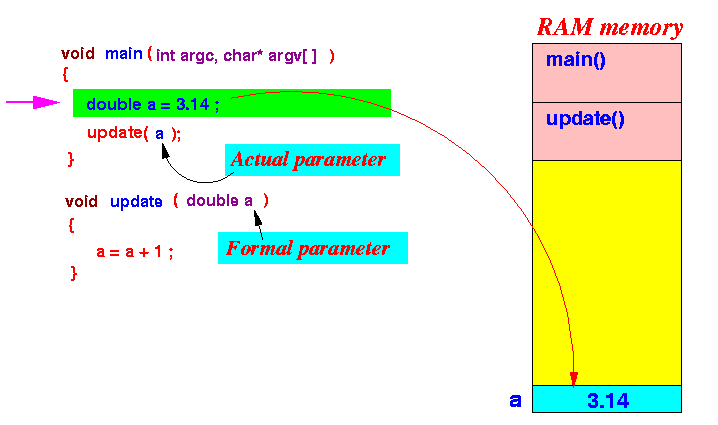 RAM memory
void main ( int argc, char* argv[ ] )
{
double a = 3.14 ;
update( a );
}
Actual parameter
void update ( double a )
{
Formal parameter
a = a + 1 ;
}
main()
update()
a 3.14